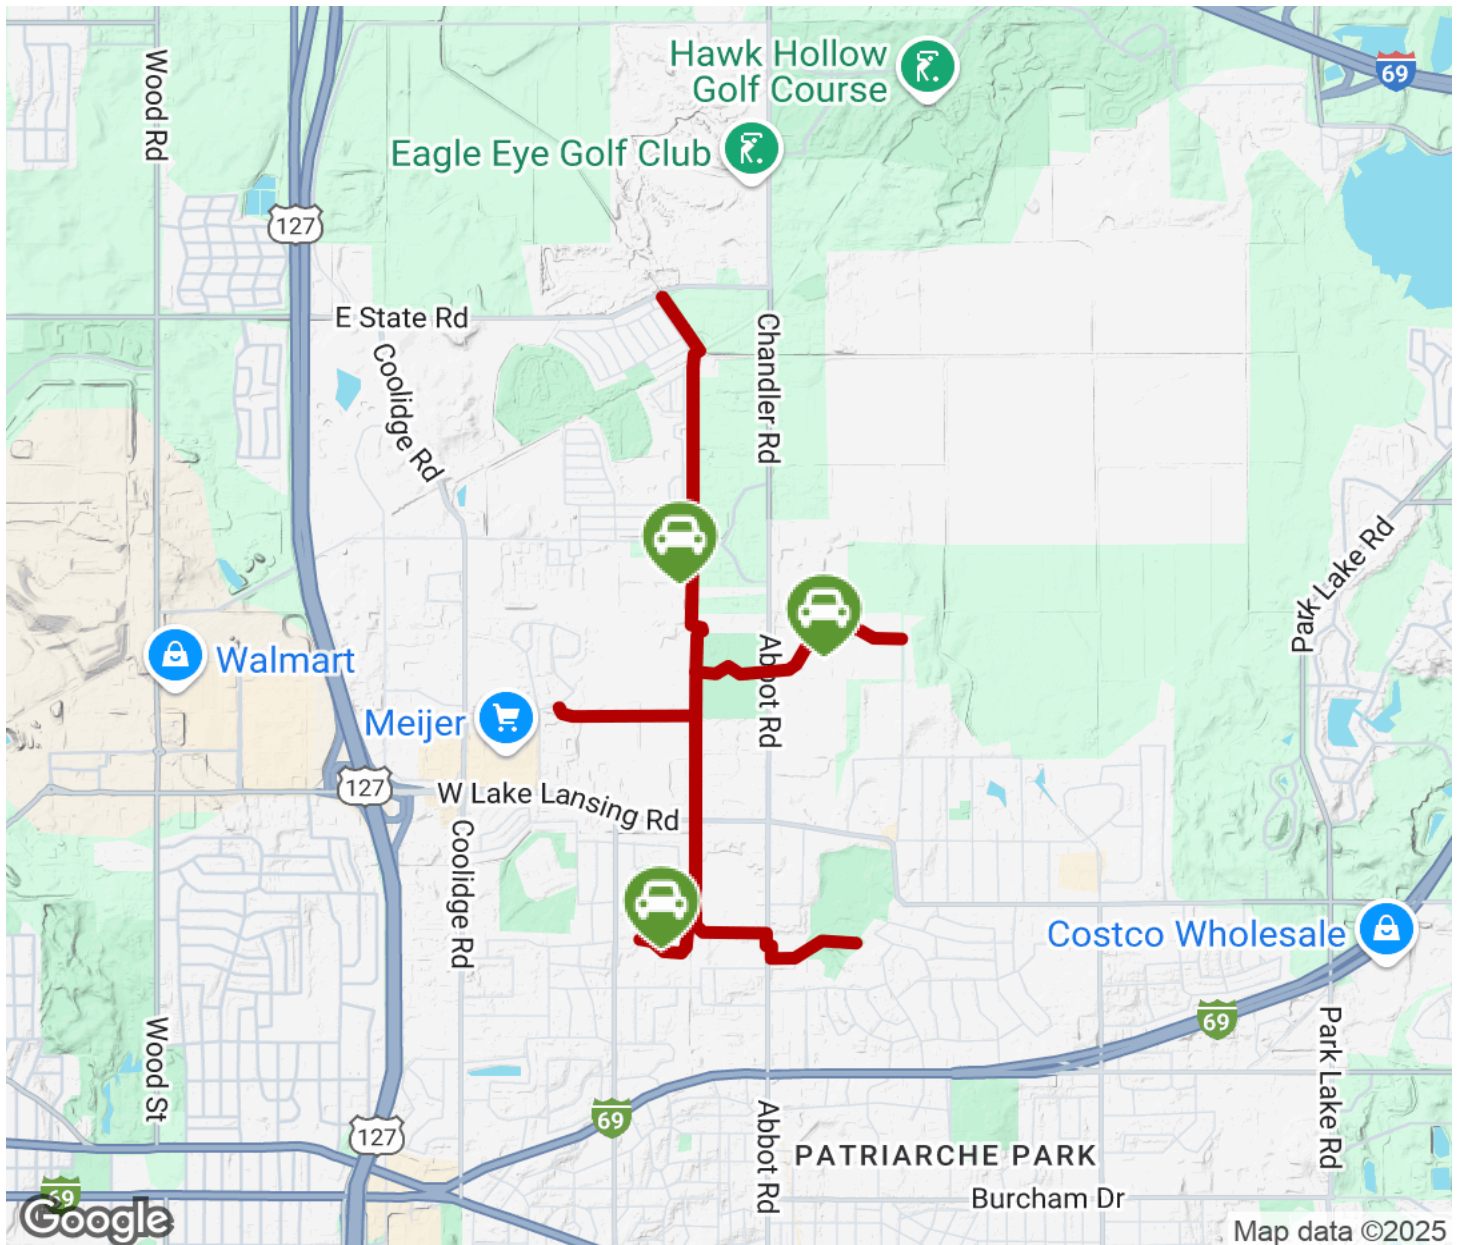 Hawk Hollow
Golf Course
69
Wood Rd
Eagle Eye Golf Club
127
E State Rd
Chandler Rd
Coolidge Rd
Park Lake Rd
Walmart
Abbot Rd
Meijer
127
W Lake Lansing Rd
Coolidge Rd
Costco Wholesale
69
Wood St
Park Lake Rd
69
127
Abbot Rd
PATRIARCHE PARK
Burcham Dr
69
Google
Map data ©2025